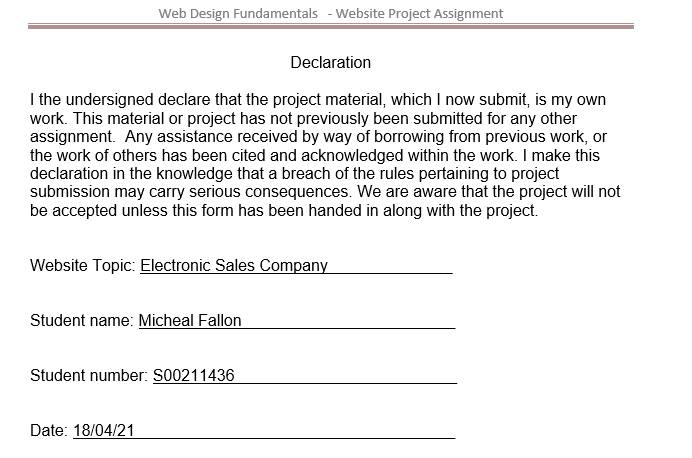 Web Design Fundamentals   - Website Project Assignment
Declaration
I the undersigned declare that the project material, which I now submit, is my own
work. This material or project has not previously been submitted for any other
assignment.  Any assistance received by way of borrowing from previous work, or
the work of others has been cited and acknowledged within the work. I make this
declaration in the knowledge that a breach of the rules pertaining to project
submission may carry serious consequences. We are aware that the project will not
be accepted unless this form has been handed in along with the project.
Website Topic: Electronic Sales Company
Student name: Micheal Fallon
Student number: S00211436
Date: 18/04/21